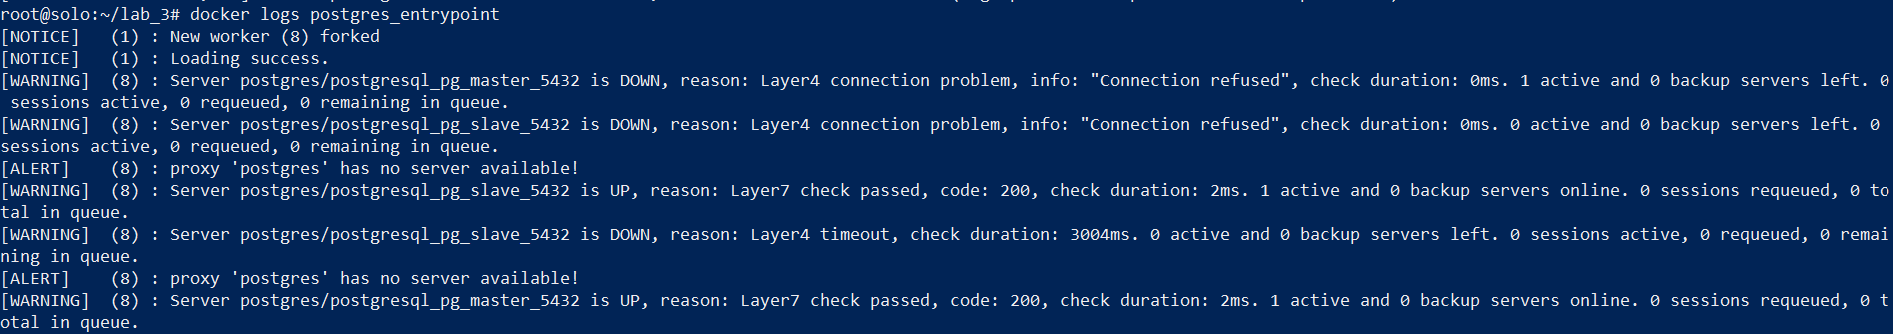 root@solo:~/lab_3# docker logs postgres_entrypoint
[NOTICE]   (1) : New worker (8) forked
[NOTICE]   (1) : Loading success.
[WARNING]  (8) : Server postgres/postgresql_pg_master_5432 is DOWN, reason: Layer4 connection problem, info: "Connection refused", check duration: 0ms. 1 active and 0 backup servers left. 0
 sessions active, 0 requeued, 0 remaining in queue.
[WARNING]  (8) : Server postgres/postgresql_pg_slave_5432 is DOWN, reason: Layer4 connection problem, info: "Connection refused", check duration: 0ms. 0 active and 0 backup servers left. 0
sessions active, 0 requeued, 0 remaining in queue.
[ALERT]    (8) : proxy 'postgres' has no server available!
[WARNING]  (8) : Server postgres/postgresql_pg_slave_5432 is UP, reason: Layer7 check passed, code: 200, check duration: 2ms. 1 active and 0 backup servers online. 0 sessions requeued, 0 to
tal in queue.
[WARNING]  (8) : Server postgres/postgresql_pg_slave_5432 is DOWN, reason: Layer4 timeout, check duration: 3004ms. 0 active and 0 backup servers left. 0 sessions active, 0 requeued, 0 remai
ning in queue.
[ALERT]    (8) : proxy 'postgres' has no server available!
[WARNING]  (8) : Server postgres/postgresql_pg_master_5432 is UP, reason: Layer7 check passed, code: 200, check duration: 2ms. 1 active and 0 backup servers online. 0 sessions requeued, 0 t
otal in queue.